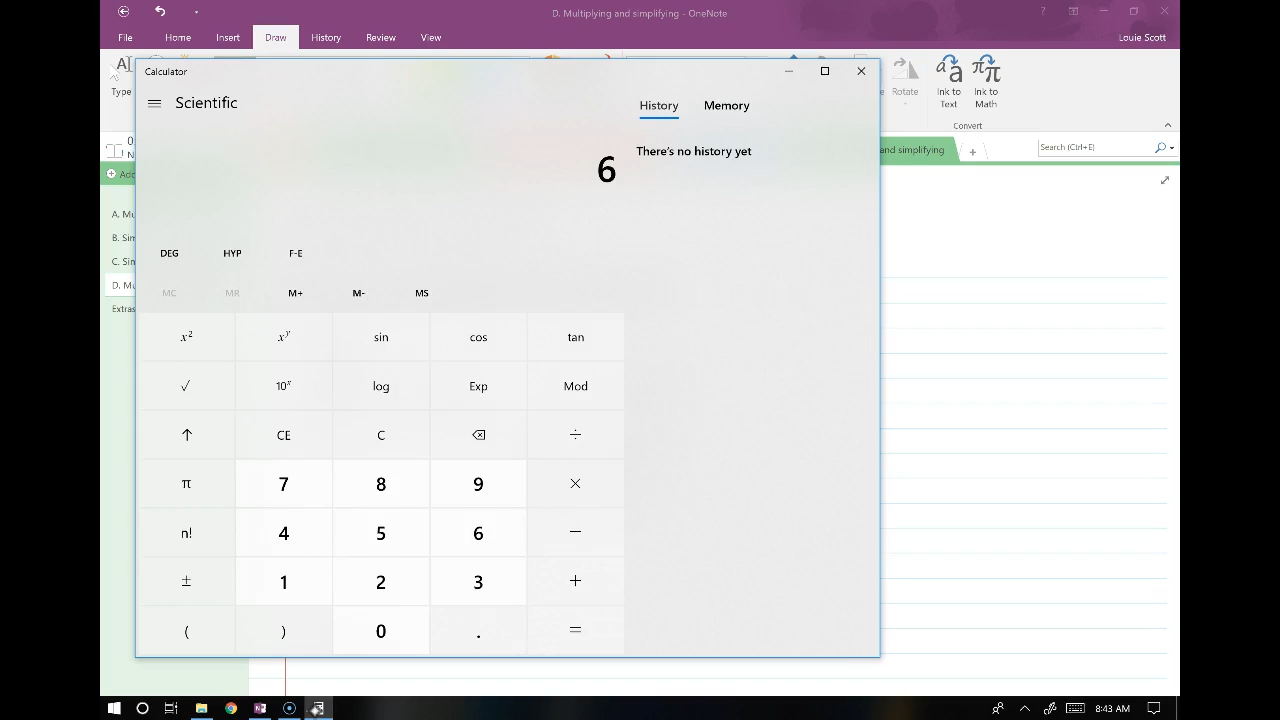 D. Multiplying and simplifying - OneNote
File Home Insert Draw History Review View Louie Scott
Type
Rotate
Ink to Text
Ink to Math
Convert
and simplifying
Search (Ctrl+E)
Add
A. Mu
B. Sim
C. Sim
D. Mu
Extras
Calculator
Scientific
History Memory
There's no history yet
6
DEG HYP F-E
MC MR M+ M- MS
x² xʸ sin cos tan
√ 10ˣ log Exp Mod
↑ CE C ⌫ ÷
π 7 8 9 ×
n! 4 5 6 −
± 1 2 3 +
( ) 0 . =
8:43 AM